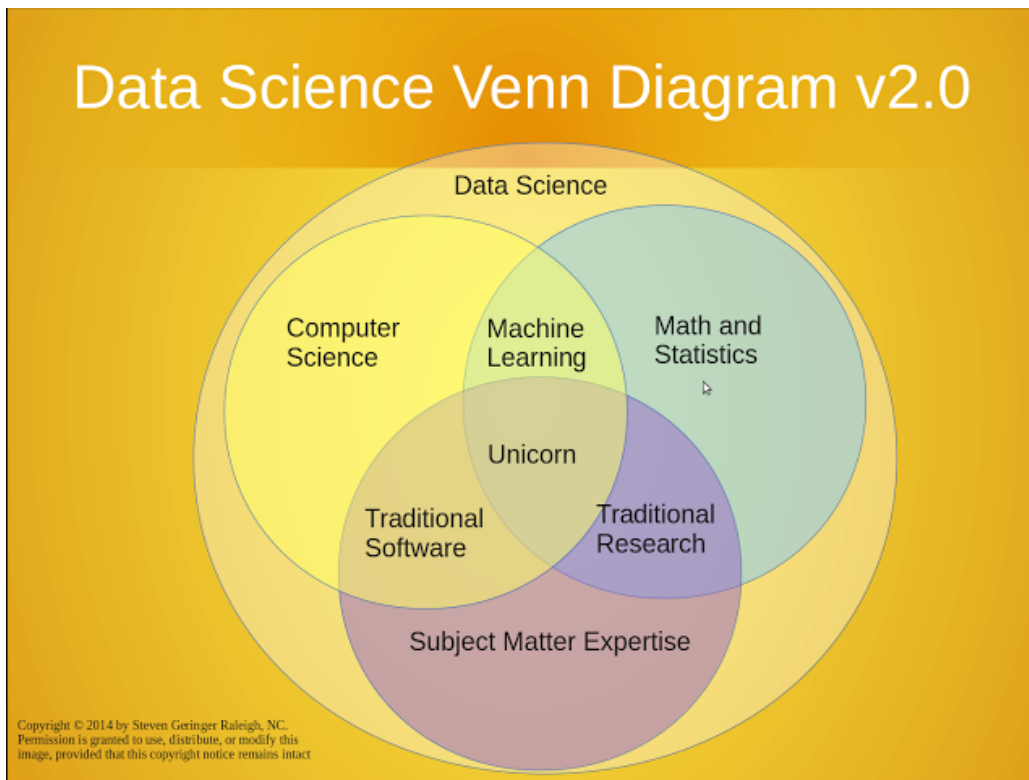 Data Science Venn Diagram v2.0
Data Science
Computer
Science
Machine
Learning
Math and
Statistics
Unicorn
Traditional
Software
Traditional
Research
Subject Matter Expertise
Copyright © 2014 by Steven Geringer Raleigh, NC.
Permission is granted to use, distribute, or modify this
image, provided that this copyright notice remains intact